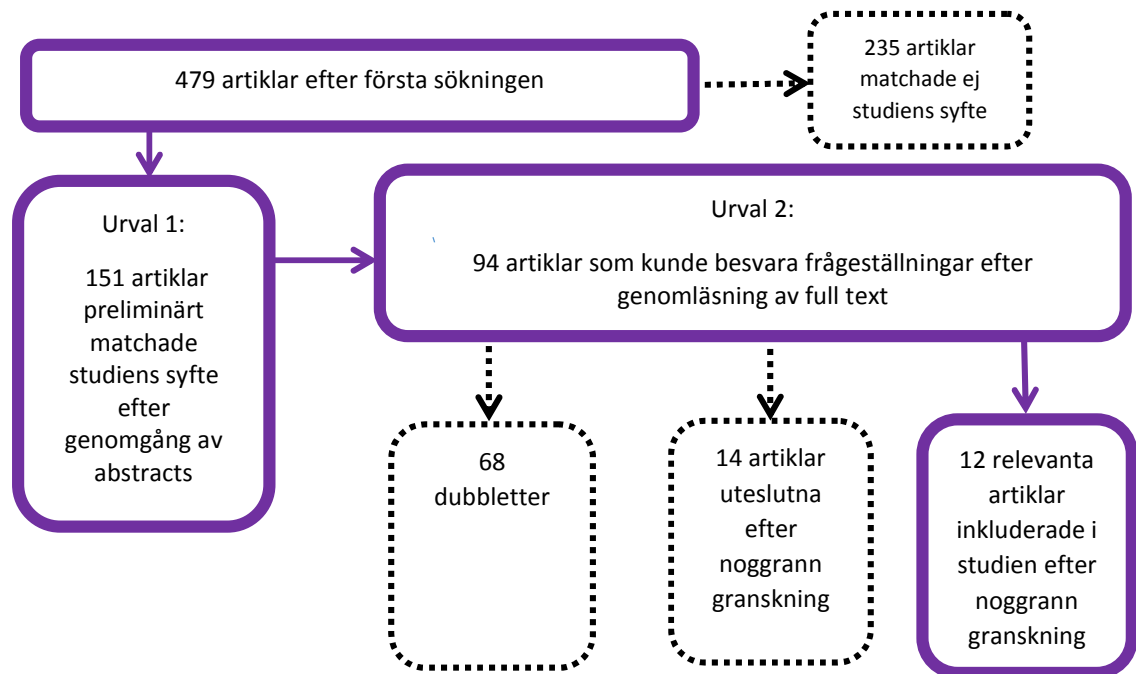 479 artiklar efter första sökningen
235 artiklar
matchade ej
studiens syfte
Urval 1:
151 artiklar
preliminärt
matchade
studiens syfte
efter
genomgång av
abstracts
Urval 2:
94 artiklar som kunde besvara frågeställningar efter
genomläsning av full text
68
dubbletter
14 artiklar
uteslutna
efter
noggrann
granskning
12 relevanta
artiklar
inkluderade i
studien efter
noggrann
granskning